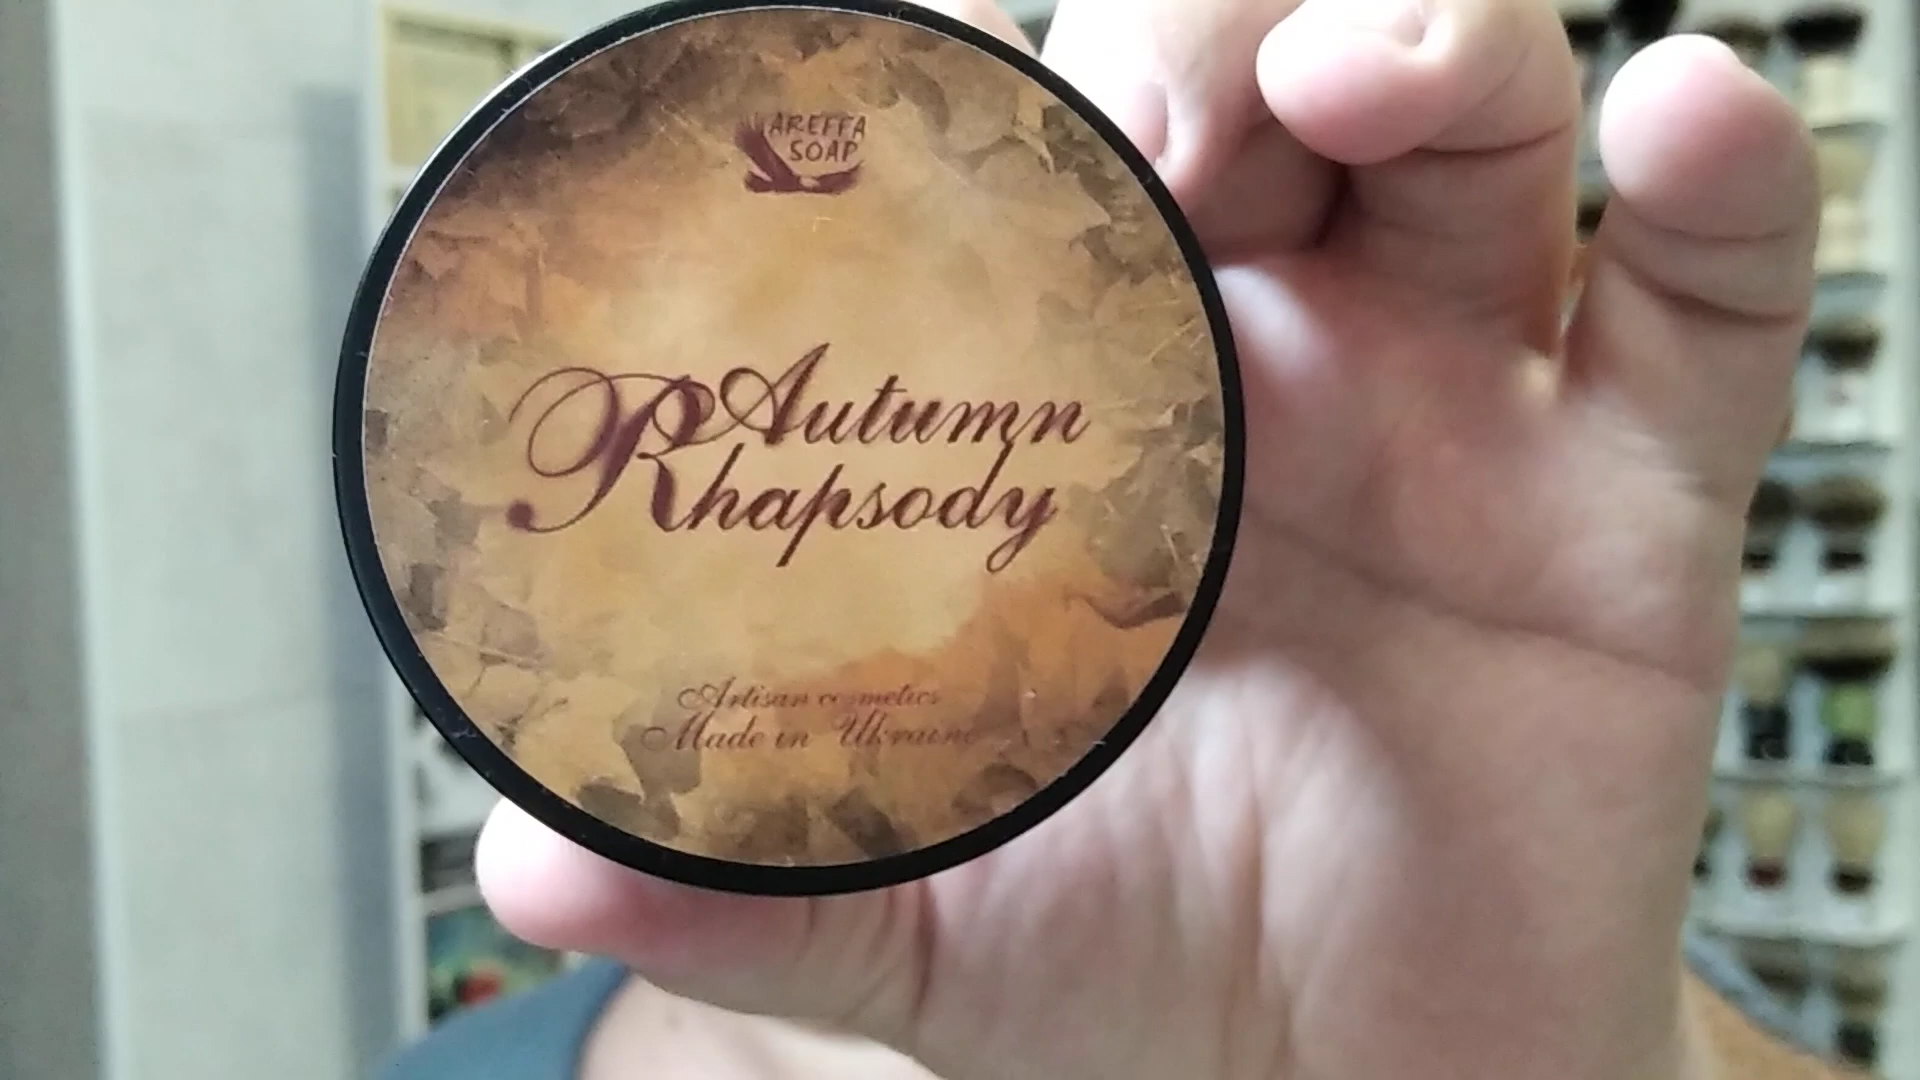 AREFFA
SOAP
Autumn
Rhapsody
Artisan cosmetics
Made in Ukraine